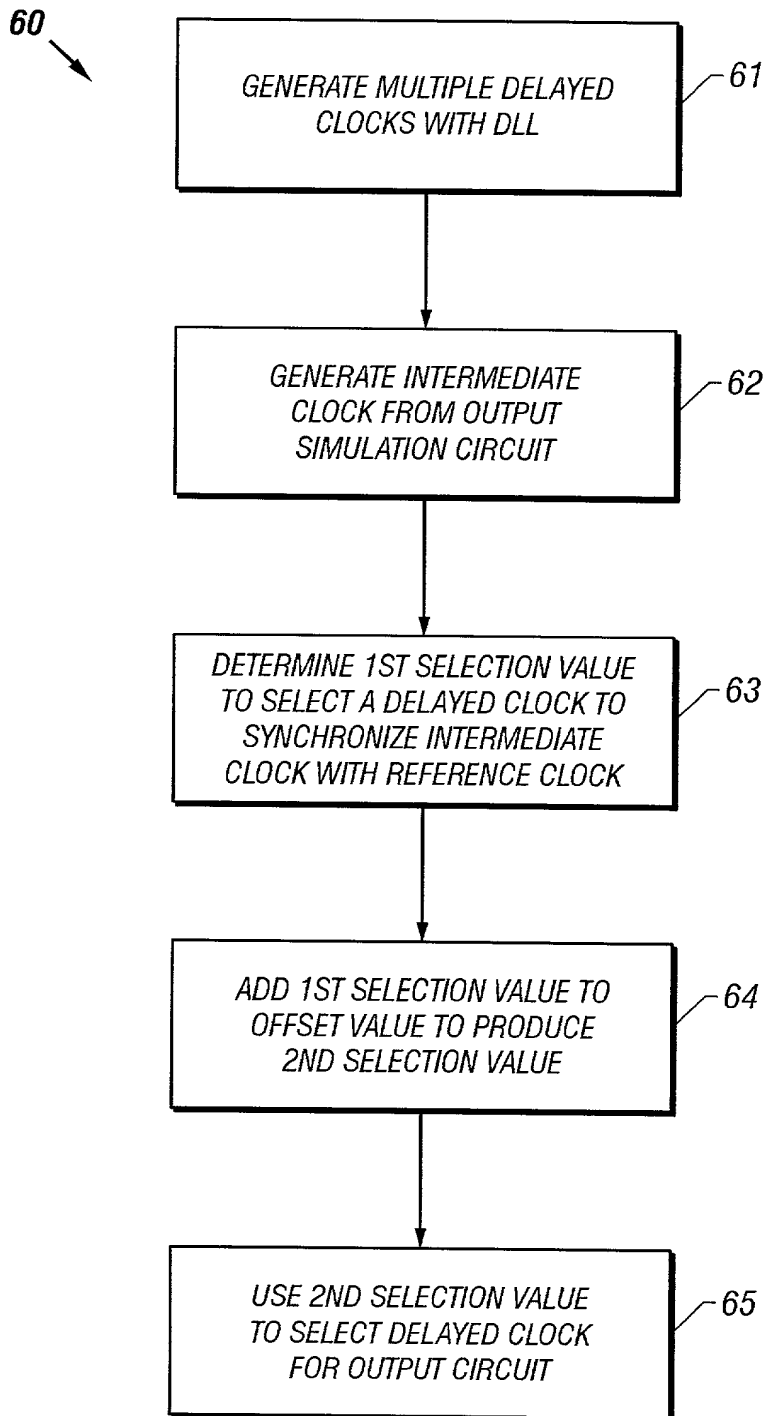 60
GENERATE MULTIPLE DELAYED
CLOCKS WITH DLL
61
GENERATE INTERMEDIATE
CLOCK FROM OUTPUT
SIMULATION CIRCUIT
62
DETERMINE 1ST SELECTION VALUE
TO SELECT A DELAYED CLOCK TO
SYNCHRONIZE INTERMEDIATE
CLOCK WITH REFERENCE CLOCK
63
ADD 1ST SELECTION VALUE TO
OFFSET VALUE TO PRODUCE
2ND SELECTION VALUE
64
USE 2ND SELECTION VALUE
TO SELECT DELAYED CLOCK
FOR OUTPUT CIRCUIT
65